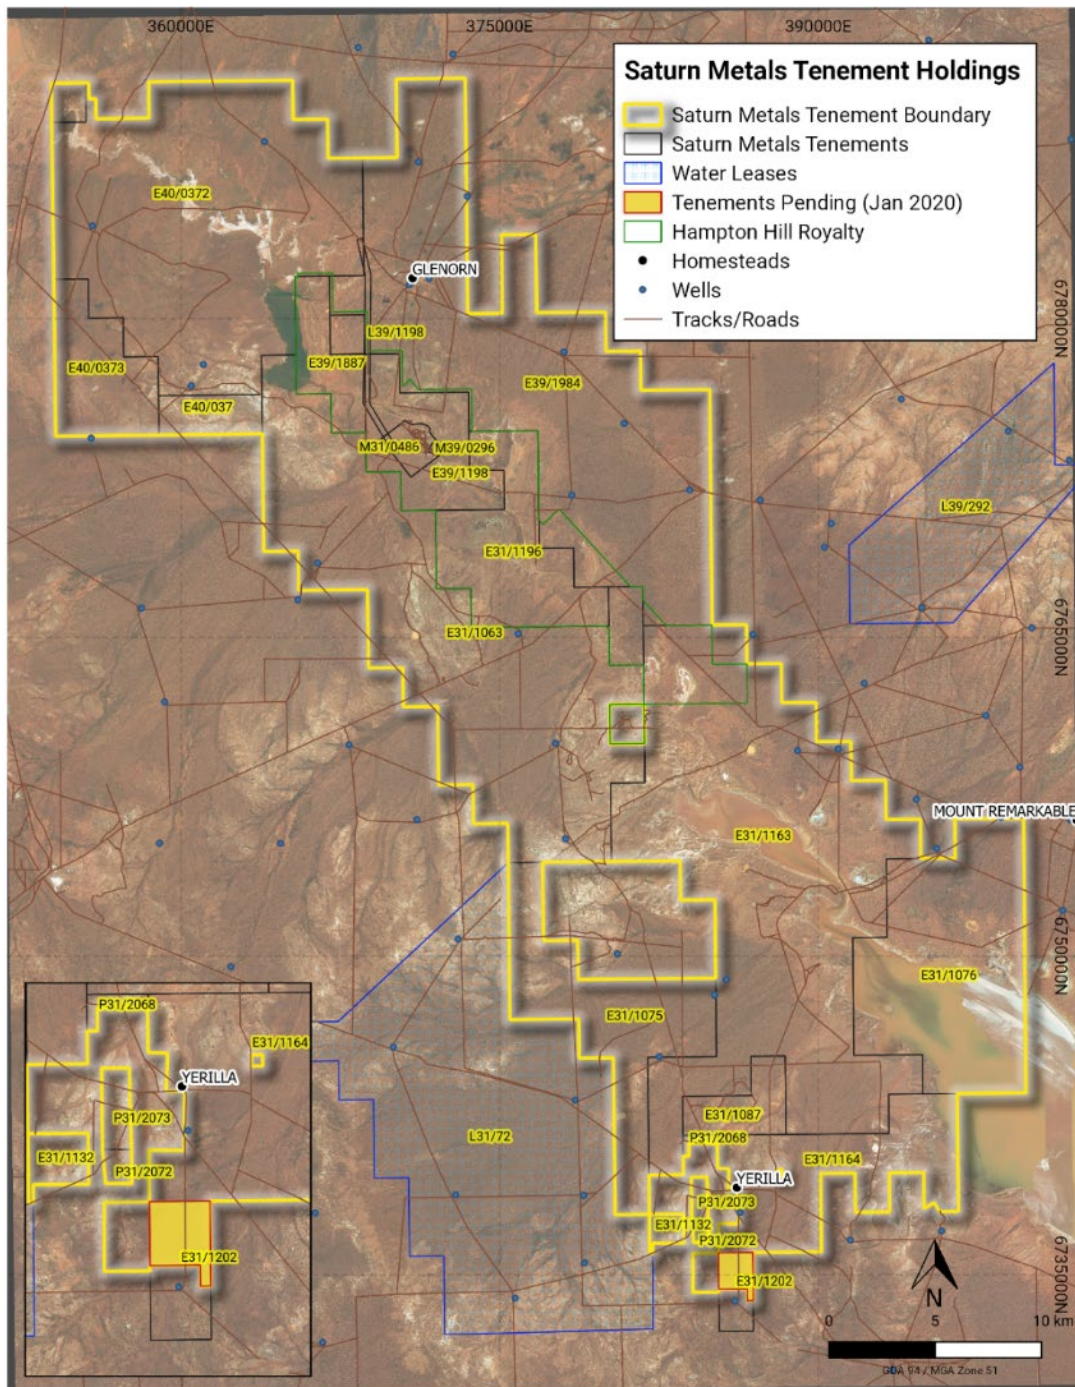 360000E
375000E
390000E
Saturn Metals Tenement Holdings
Saturn Metals Tenement Boundary
Saturn Metals Tenements
Water Leases
Tenements Pending (Jan 2020)
Hampton Hill Royalty
Homesteads
Wells
Tracks/Roads
E40/0372
GLENORN
6780000N
L39/1198
E39/1887
E40/0373
E39/1984
E40/037
M31/0486
M39/0296
E39/1198
L39/292
E31/1196
E31/1063
6765000N
MOUNT REMARKABLE
E31/1163
6750000N
E31/1076
E31/1075
P31/2068
E31/1164
YERILLA
P31/2073
E31/1132
P31/2072
E31/1202
L31/72
E31/1087
P31/2068
E31/1164
YERILLA
P31/2073
E31/1132
P31/2072
E31/1202
6735000N
N
0 5 10 km
GDA 94 / MGA Zone 51